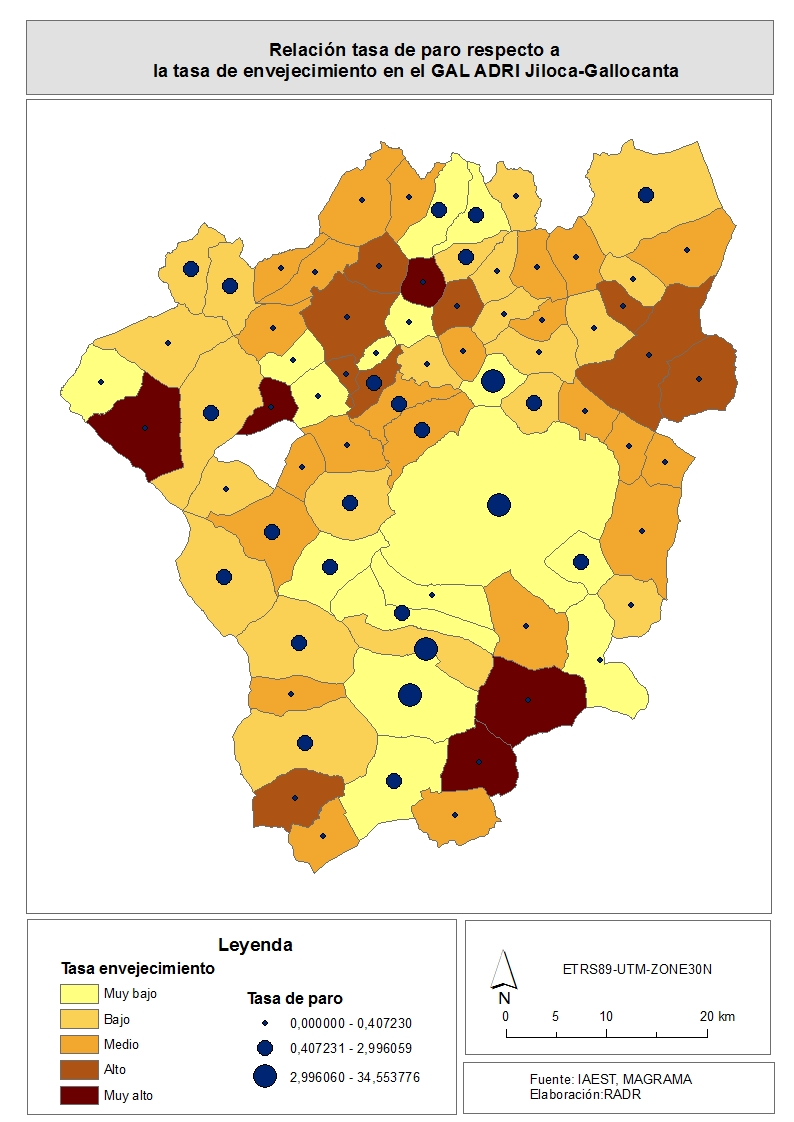 Relación tasa de paro respecto a
la tasa de envejecimiento en el GAL ADRI Jiloca-Gallocanta
Leyenda
Tasa envejecimiento
Muy bajo
Bajo
Medio
Alto
Muy alto
Tasa de paro
0,000000 - 0,407230
0,407231 - 2,996059
2,996060 - 34,553776
N
ETRS89-UTM-ZONE30N
0 5 10 20 km
Fuente: IAEST, MAGRAMA
Elaboración:RADR